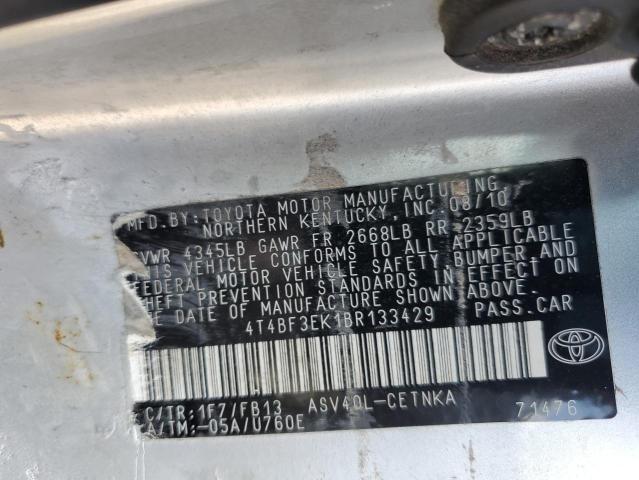 MFD.BY:TOYOTA MOTOR MANUFACTURING,
NORTHERN KENTUCKY,INC. 08/10
VWR 4345LB GAWR FR 2668LB RR 2359LB
THIS VEHICLE CONFORMS TO ALL APPLICABLE
FEDERAL MOTOR VEHICLE SAFETY,BUMPER,AND
THEFT PREVENTION STANDARDS IN EFFECT ON
THE DATE OF MANUFACTURE SHOWN ABOVE.
4T4BF3EK1BR133429 PASS.CAR
C/TR:1F7/FB13 ASV40L-CETNKA
A/TM:-05A/U760E 71476
TOYOTA